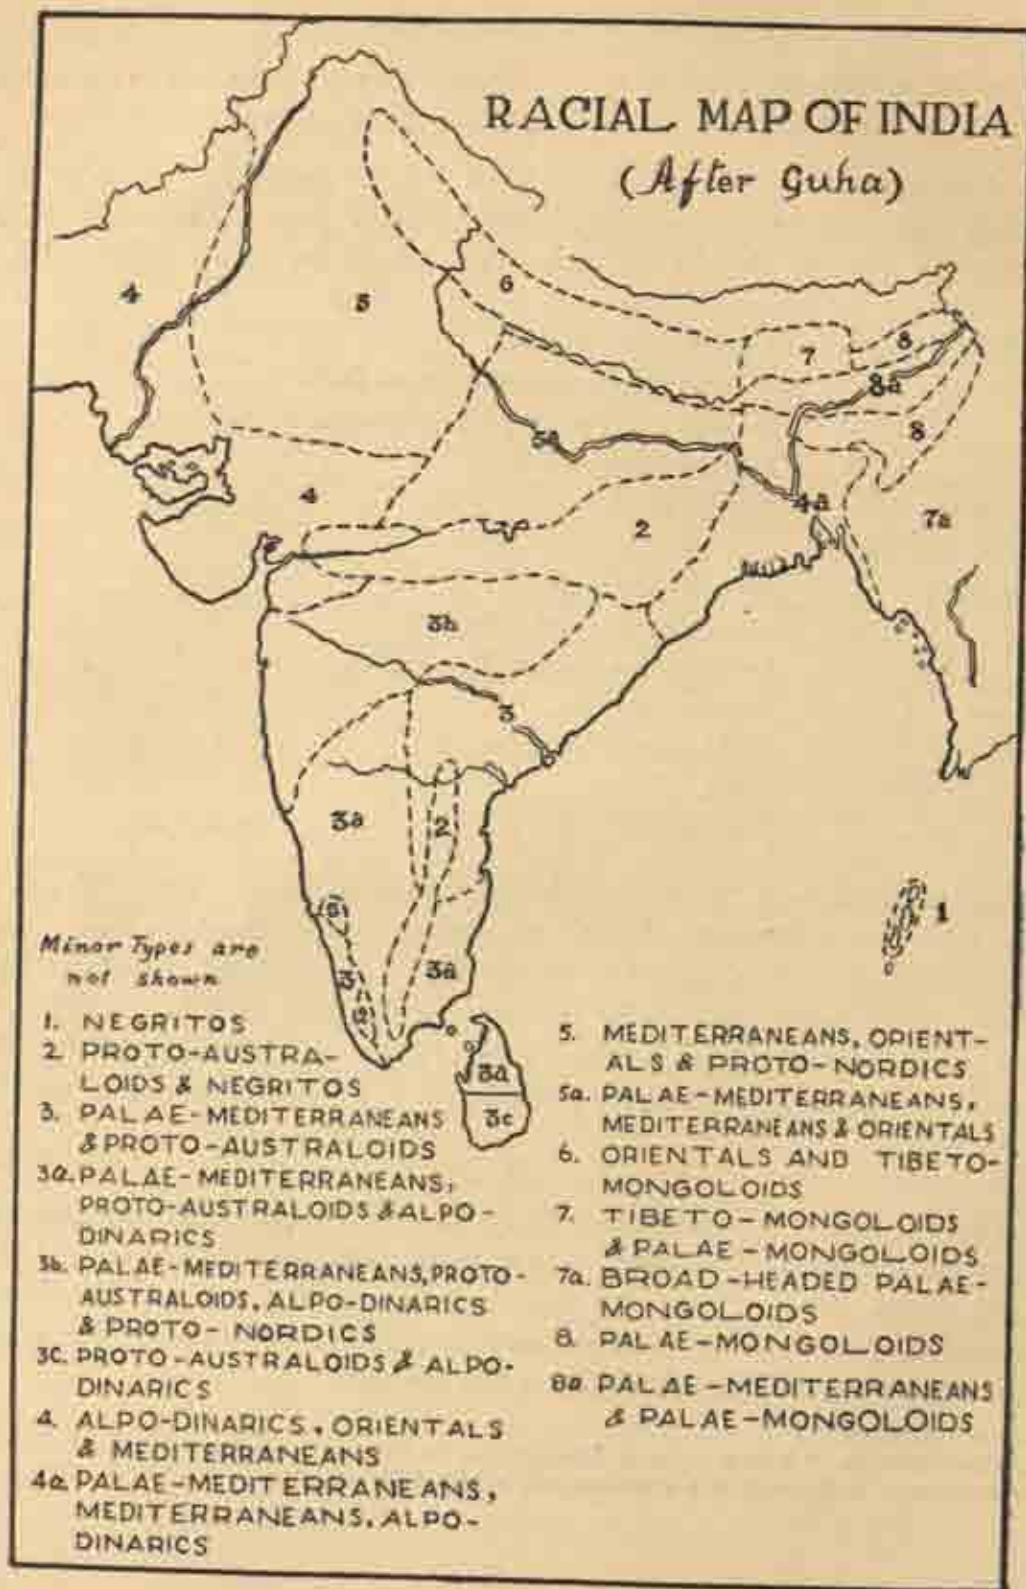 RACIAL MAP OF INDIA
(After Guha)
4
5
6
7
8
8a
8
5a
4
2
4a
7a
3b
3
3a
2
1
3
3a
3a
3c
Minor Types are
not shown
1. NEGRITOS
2. PROTO-AUSTRA-
LOIDS & NEGRITOS
3. PALAE-MEDITERRANEANS
& PROTO-AUSTRALOIDS
3a. PALAE-MEDITERRANEANS,
PROTO-AUSTRALOIDS & ALPO-
DINARICS
3b. PALAE-MEDITERRANEANS, PROTO-
AUSTRALOIDS, ALPO-DINARICS
& PROTO-NORDICS
3C. PROTO-AUSTRALOIDS & ALPO-
DINARICS
4. ALPO-DINARICS, ORIENTALS
& MEDITERRANEANS
4a. PALAE-MEDITERRANEANS,
MEDITERRANEANS, ALPO-
DINARICS
5. MEDITERRANEANS, ORIENT-
ALS & PROTO-NORDICS
5a. PALAE-MEDITERRANEANS,
MEDITERRANEANS & ORIENTALS
6. ORIENTALS AND TIBETO-
MONGOLOIDS
7. TIBETO-MONGOLOIDS
& PALAE-MONGOLOIDS
7a. BROAD-HEADED PALAE-
MONGOLOIDS
8. PALAE-MONGOLOIDS
8a PALAE-MEDITERRANEANS
& PALAE-MONGOLOIDS